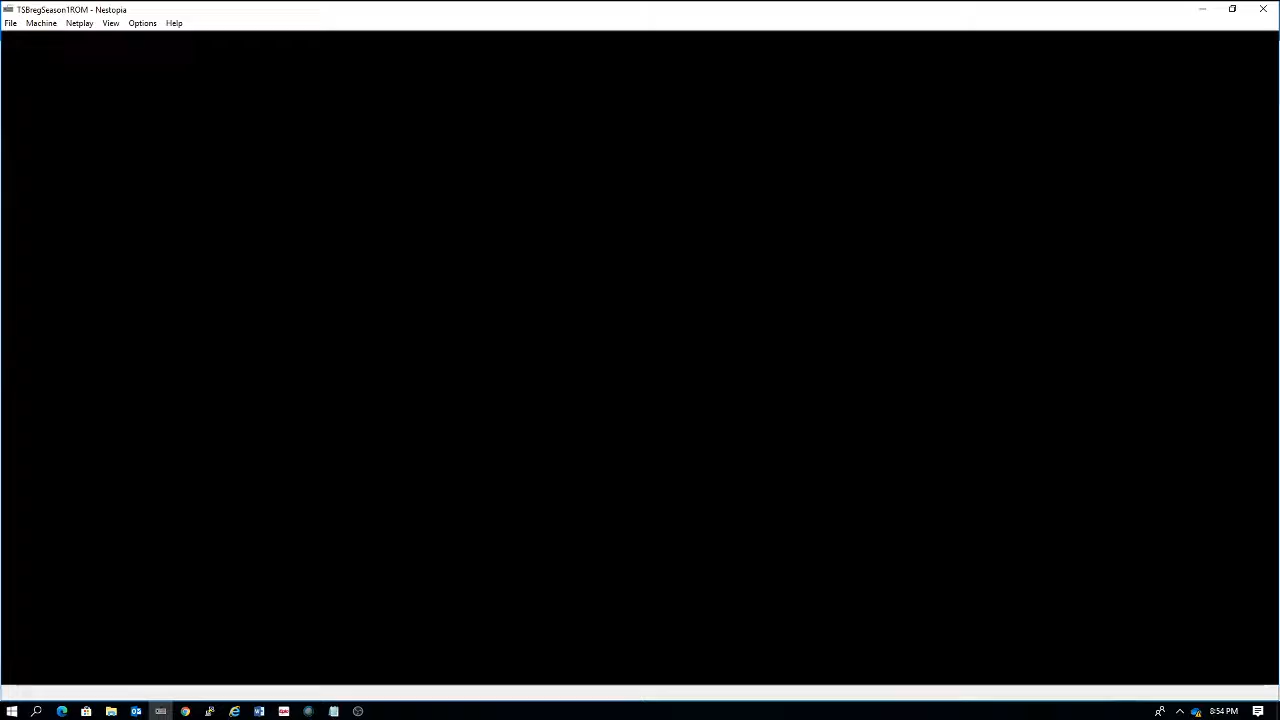 TSBregSeason1ROM - Nestopia
File Machine Netplay View Options Help
8:54 PM